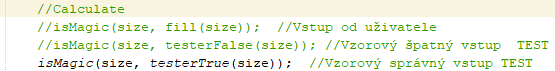 //Calculate
//isMagic(size, fill(size));  //Vstup od uživatele
//isMagic(size, testerFalse(size)); //Vzorový špatný vstup  TEST
isMagic(size, testerTrue(size));  //Vzorový správný vstup TEST